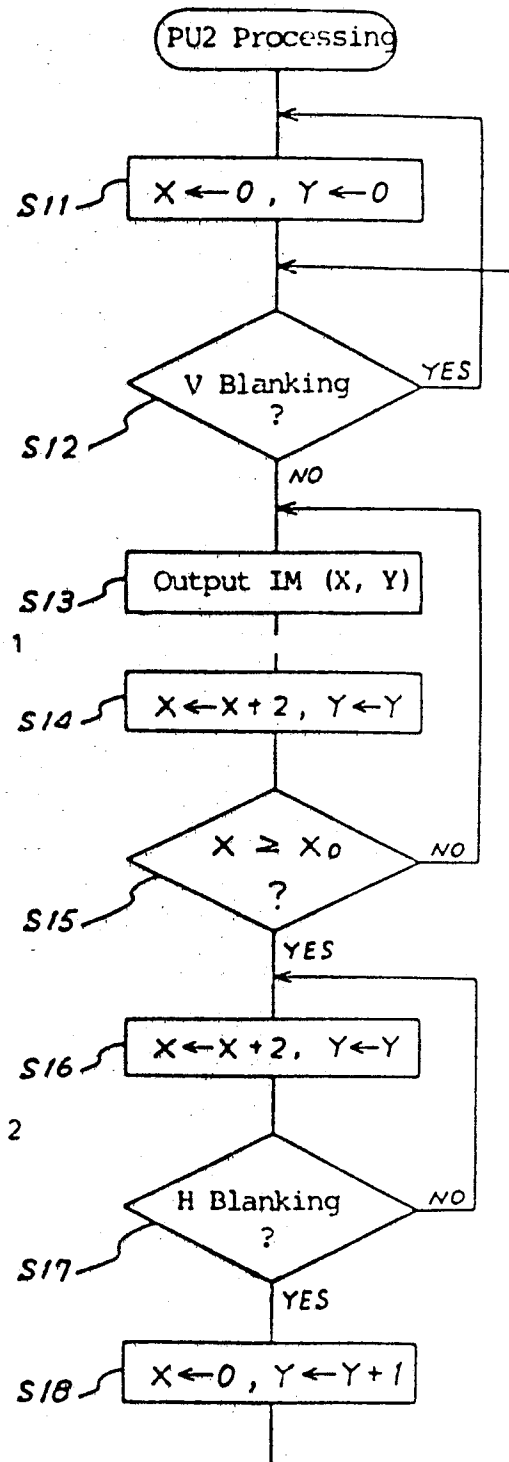 PU2 Processing
S11
X ← 0 , Y ← 0
V Blanking
?
YES
S12
NO
Output IM (X, Y)
S13
1
X ← X + 2, Y ← Y
S14
X ≥ X0
?
NO
S15
YES
X ← X + 2, Y ← Y
S16
2
H Blanking
?
NO
S17
YES
X ← 0 , Y ← Y + 1
S18